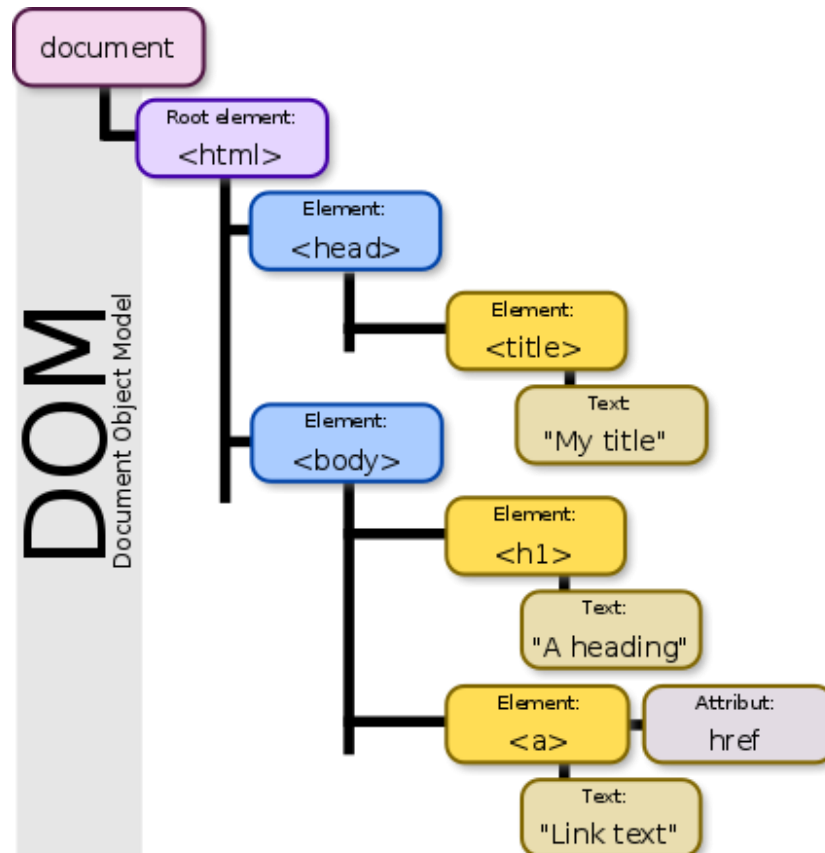 document
Root element:
<html>
Element:
<head>
Element:
<title>
Text
"My title"
Element:
<body>
Element:
<h1>
Text:
"A heading"
Element:
<a>
Attribut:
href
Text:
"Link text"
DOM
Document Object Model